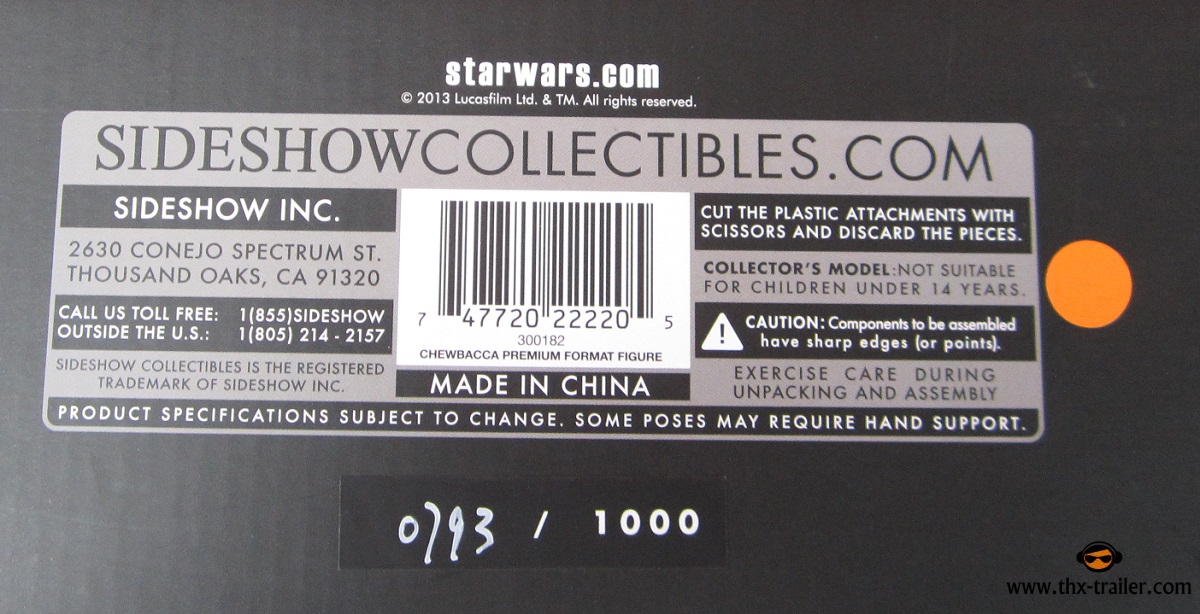 starwars.com
© 2013 Lucasfilm Ltd. & TM. All rights reserved.
SIDESHOWCOLLECTIBLES.COM
SIDESHOW INC.
2630 CONEJO SPECTRUM ST.
THOUSAND OAKS, CA 91320
CALL US TOLL FREE: 1(855)SIDESHOW
OUTSIDE THE U.S.: 1(805) 214 - 2157
SIDESHOW COLLECTIBLES IS THE REGISTERED
TRADEMARK OF SIDESHOW INC.
7 47720 22220 5
300182
CHEWBACCA PREMIUM FORMAT FIGURE
MADE IN CHINA
CUT THE PLASTIC ATTACHMENTS WITH
SCISSORS AND DISCARD THE PIECES.
COLLECTOR'S MODEL:NOT SUITABLE
FOR CHILDREN UNDER 14 YEARS.
CAUTION: Components to be assembled
have sharp edges (or points).
EXERCISE CARE DURING
UNPACKING AND ASSEMBLY
PRODUCT SPECIFICATIONS SUBJECT TO CHANGE. SOME POSES MAY REQUIRE HAND SUPPORT.
0793 / 1000
www.thx-trailer.com